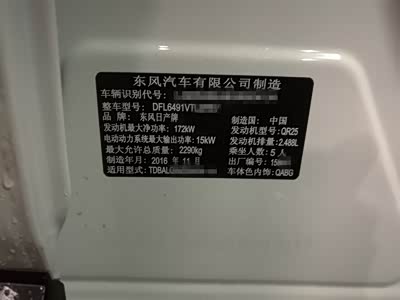 东风汽车有限公司制造
车辆识别代号:
整车型号: DFL6491VT
品牌: 东风日产牌 制造国: 中国
发动机最大净功率: 172kW 发动机型号: QR25
电动动力系统最大输出功率: 15kW 发动机排量: 2,488L
最大允许总质量: 2290kg 乘坐人数: 5 人
制造年月: 2016 年 11 月 出厂编号: 15
适用型式: TDBALG 车体色内饰: QABG